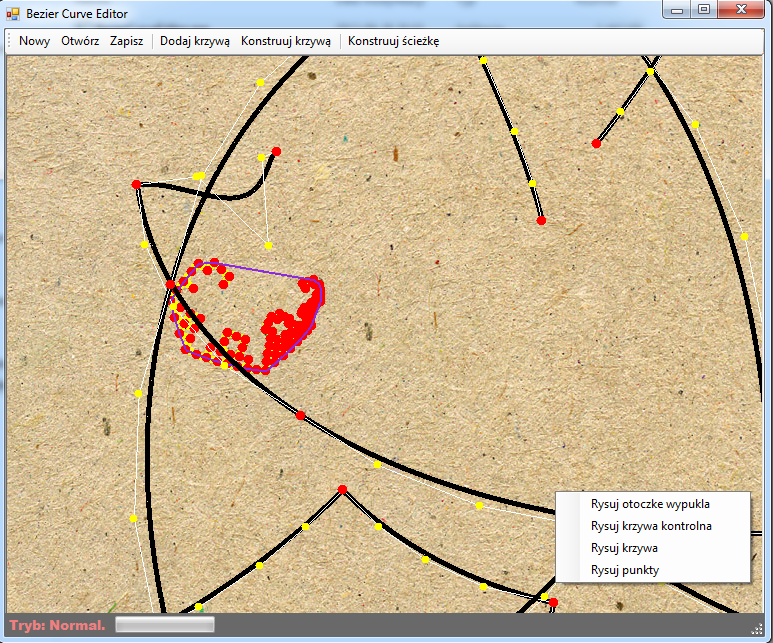 Bezier Curve Editor
Nowy Otwórz Zapisz Dodaj krzywą Konstruuj krzywą Konstruuj ścieżkę
Rysuj otoczke wypukla
Rysuj krzywa kontrolna
Rysuj krzywa
Rysuj punkty
Tryb: Normal.